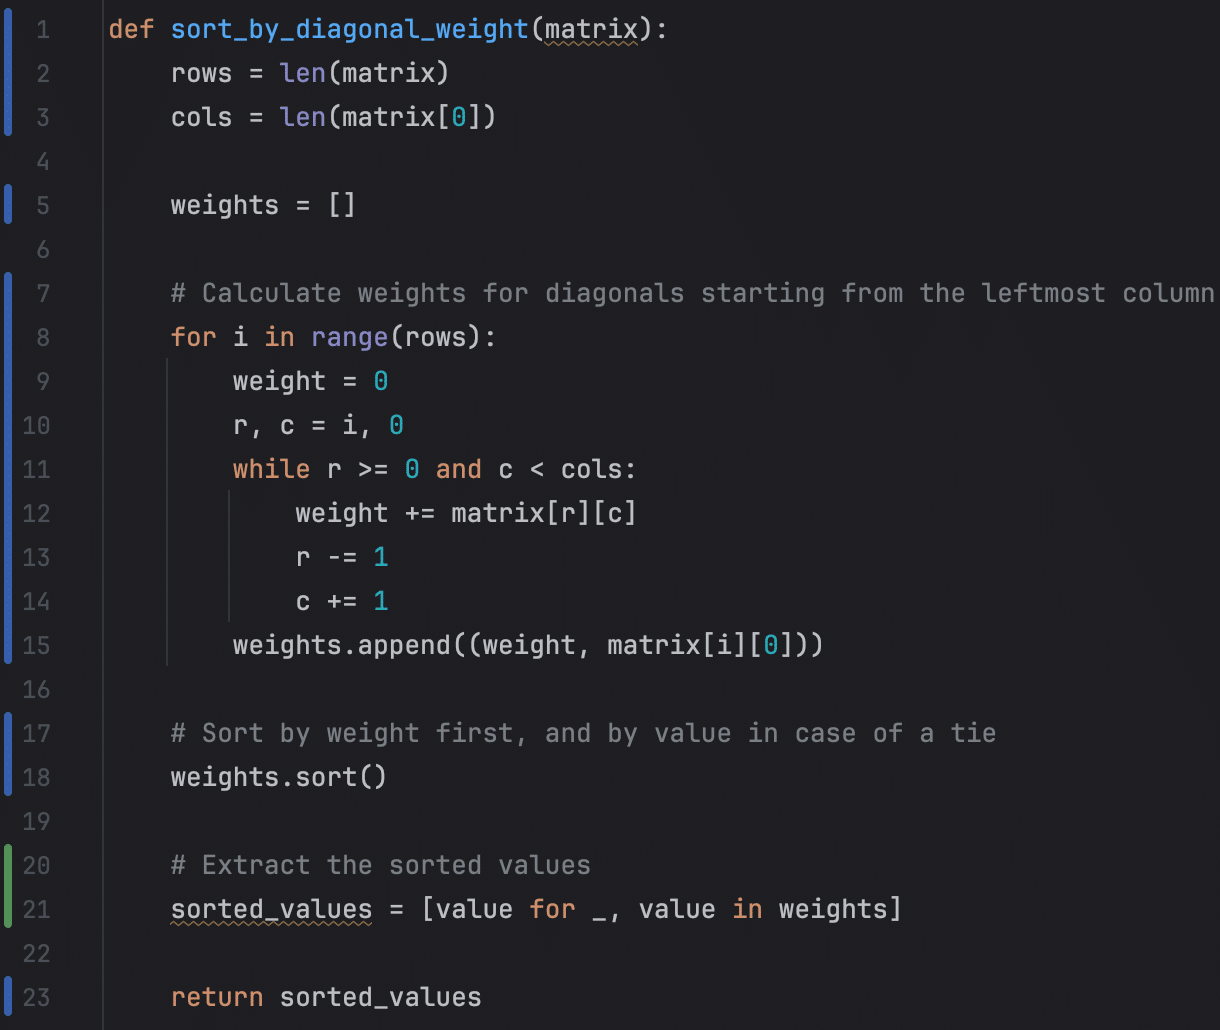 1 def sort_by_diagonal_weight(matrix):
2     rows = len(matrix)
3     cols = len(matrix[0])
4
5     weights = []
6
7     # Calculate weights for diagonals starting from the leftmost column
8     for i in range(rows):
9         weight = 0
10         r, c = i, 0
11         while r >= 0 and c < cols:
12             weight += matrix[r][c]
13             r -= 1
14             c += 1
15         weights.append((weight, matrix[i][0]))
16
17     # Sort by weight first, and by value in case of a tie
18     weights.sort()
19
20     # Extract the sorted values
21     sorted_values = [value for _, value in weights]
22
23     return sorted_values